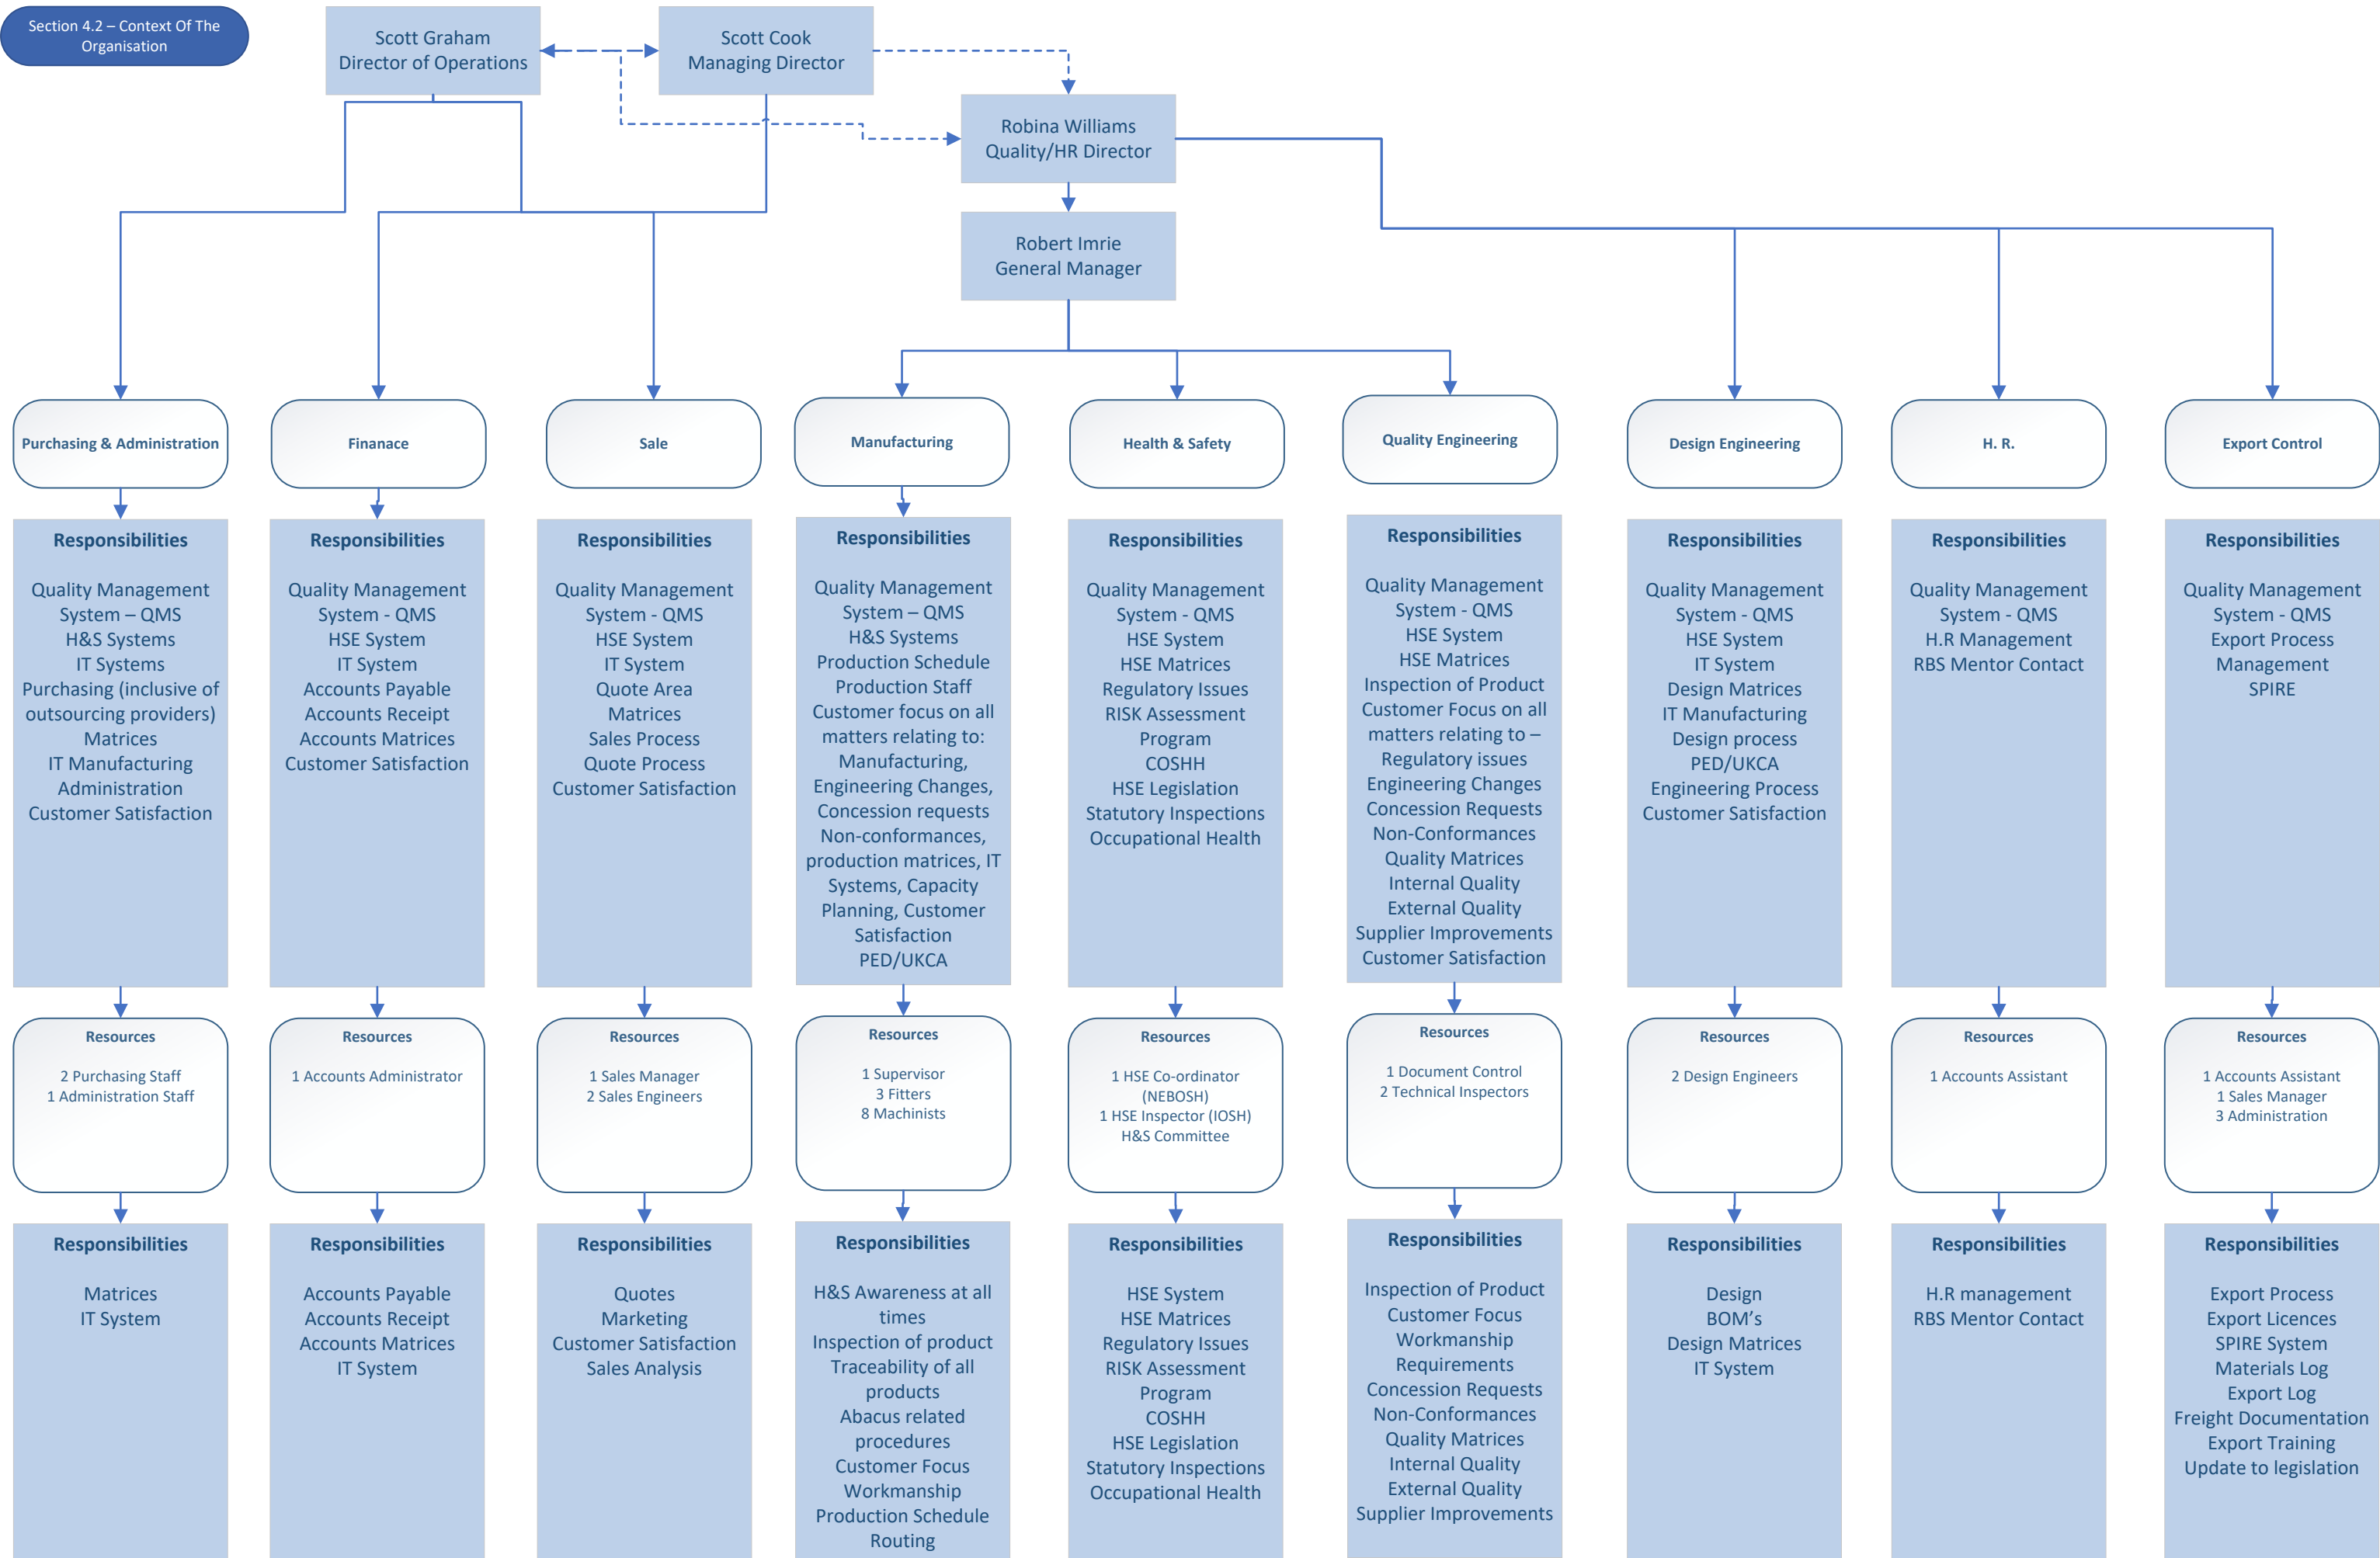 Section 4.2 – Context Of The
Organisation
Scott Graham
Director of Operations
Scott Cook
Managing Director
Robina Williams
Quality/HR Director
Robert Imrie
General Manager
Purchasing & Administration
Finanace
Sale
Manufacturing
Health & Safety
Quality Engineering
Design Engineering
H. R.
Export Control
Responsibilities
Quality Management
System – QMS
H&S Systems
IT Systems
Purchasing (inclusive of
outsourcing providers)
Matrices
IT Manufacturing
Administration
Customer Satisfaction
Responsibilities
Quality Management
System - QMS
HSE System
IT System
Accounts Payable
Accounts Receipt
Accounts Matrices
Customer Satisfaction
Responsibilities
Quality Management
System - QMS
HSE System
IT System
Quote Area
Matrices
Sales Process
Quote Process
Customer Satisfaction
Responsibilities
Quality Management
System – QMS
H&S Systems
Production Schedule
Production Staff
Customer focus on all
matters relating to:
Manufacturing,
Engineering Changes,
Concession requests
Non-conformances,
production matrices, IT
Systems, Capacity
Planning, Customer
Satisfaction
PED/UKCA
Responsibilities
Quality Management
System - QMS
HSE System
HSE Matrices
Regulatory Issues
RISK Assessment
Program
COSHH
HSE Legislation
Statutory Inspections
Occupational Health
Responsibilities
Quality Management
System - QMS
HSE System
HSE Matrices
Inspection of Product
Customer Focus on all
matters relating to –
Regulatory issues
Engineering Changes
Concession Requests
Non-Conformances
Quality Matrices
Internal Quality
External Quality
Supplier Improvements
Customer Satisfaction
Responsibilities
Quality Management
System - QMS
HSE System
IT System
Design Matrices
IT Manufacturing
Design process
PED/UKCA
Engineering Process
Customer Satisfaction
Responsibilities
Quality Management
System - QMS
H.R Management
RBS Mentor Contact
Responsibilities
Quality Management
System - QMS
Export Process
Management
SPIRE
Resources
2 Purchasing Staff
1 Administration Staff
Resources
1 Accounts Administrator
Resources
1 Sales Manager
2 Sales Engineers
Resources
1 Supervisor
3 Fitters
8 Machinists
Resources
1 HSE Co-ordinator
(NEBOSH)
1 HSE Inspector (IOSH)
H&S Committee
Resources
1 Document Control
2 Technical Inspectors
Resources
2 Design Engineers
Resources
1 Accounts Assistant
Resources
1 Accounts Assistant
1 Sales Manager
3 Administration
Responsibilities
Matrices
IT System
Responsibilities
Accounts Payable
Accounts Receipt
Accounts Matrices
IT System
Responsibilities
Quotes
Marketing
Customer Satisfaction
Sales Analysis
Responsibilities
H&S Awareness at all
times
Inspection of product
Traceability of all
products
Abacus related
procedures
Customer Focus
Workmanship
Production Schedule
Routing
Responsibilities
HSE System
HSE Matrices
Regulatory Issues
RISK Assessment
Program
COSHH
HSE Legislation
Statutory Inspections
Occupational Health
Responsibilities
Inspection of Product
Customer Focus
Workmanship
Requirements
Concession Requests
Non-Conformances
Quality Matrices
Internal Quality
External Quality
Supplier Improvements
Responsibilities
Design
BOM’s
Design Matrices
IT System
Responsibilities
H.R management
RBS Mentor Contact
Responsibilities
Export Process
Export Licences
SPIRE System
Materials Log
Export Log
Freight Documentation
Export Training
Update to legislation